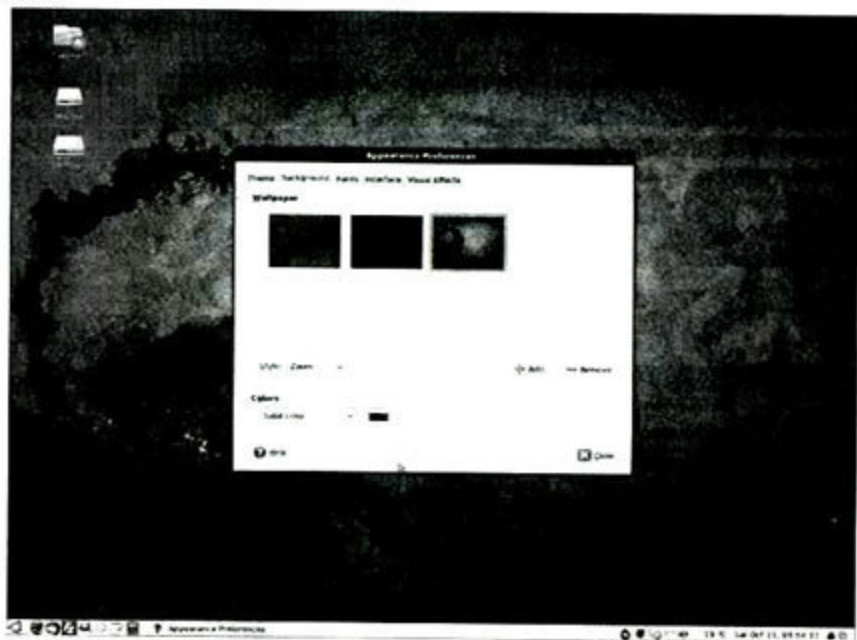 Appearance Preferences
Theme Background Fonts Interface Visual Effects
Wallpaper
Style: Zoom
Add
Remove
Colors
Solid color
Help
Close
Appearance Preferences